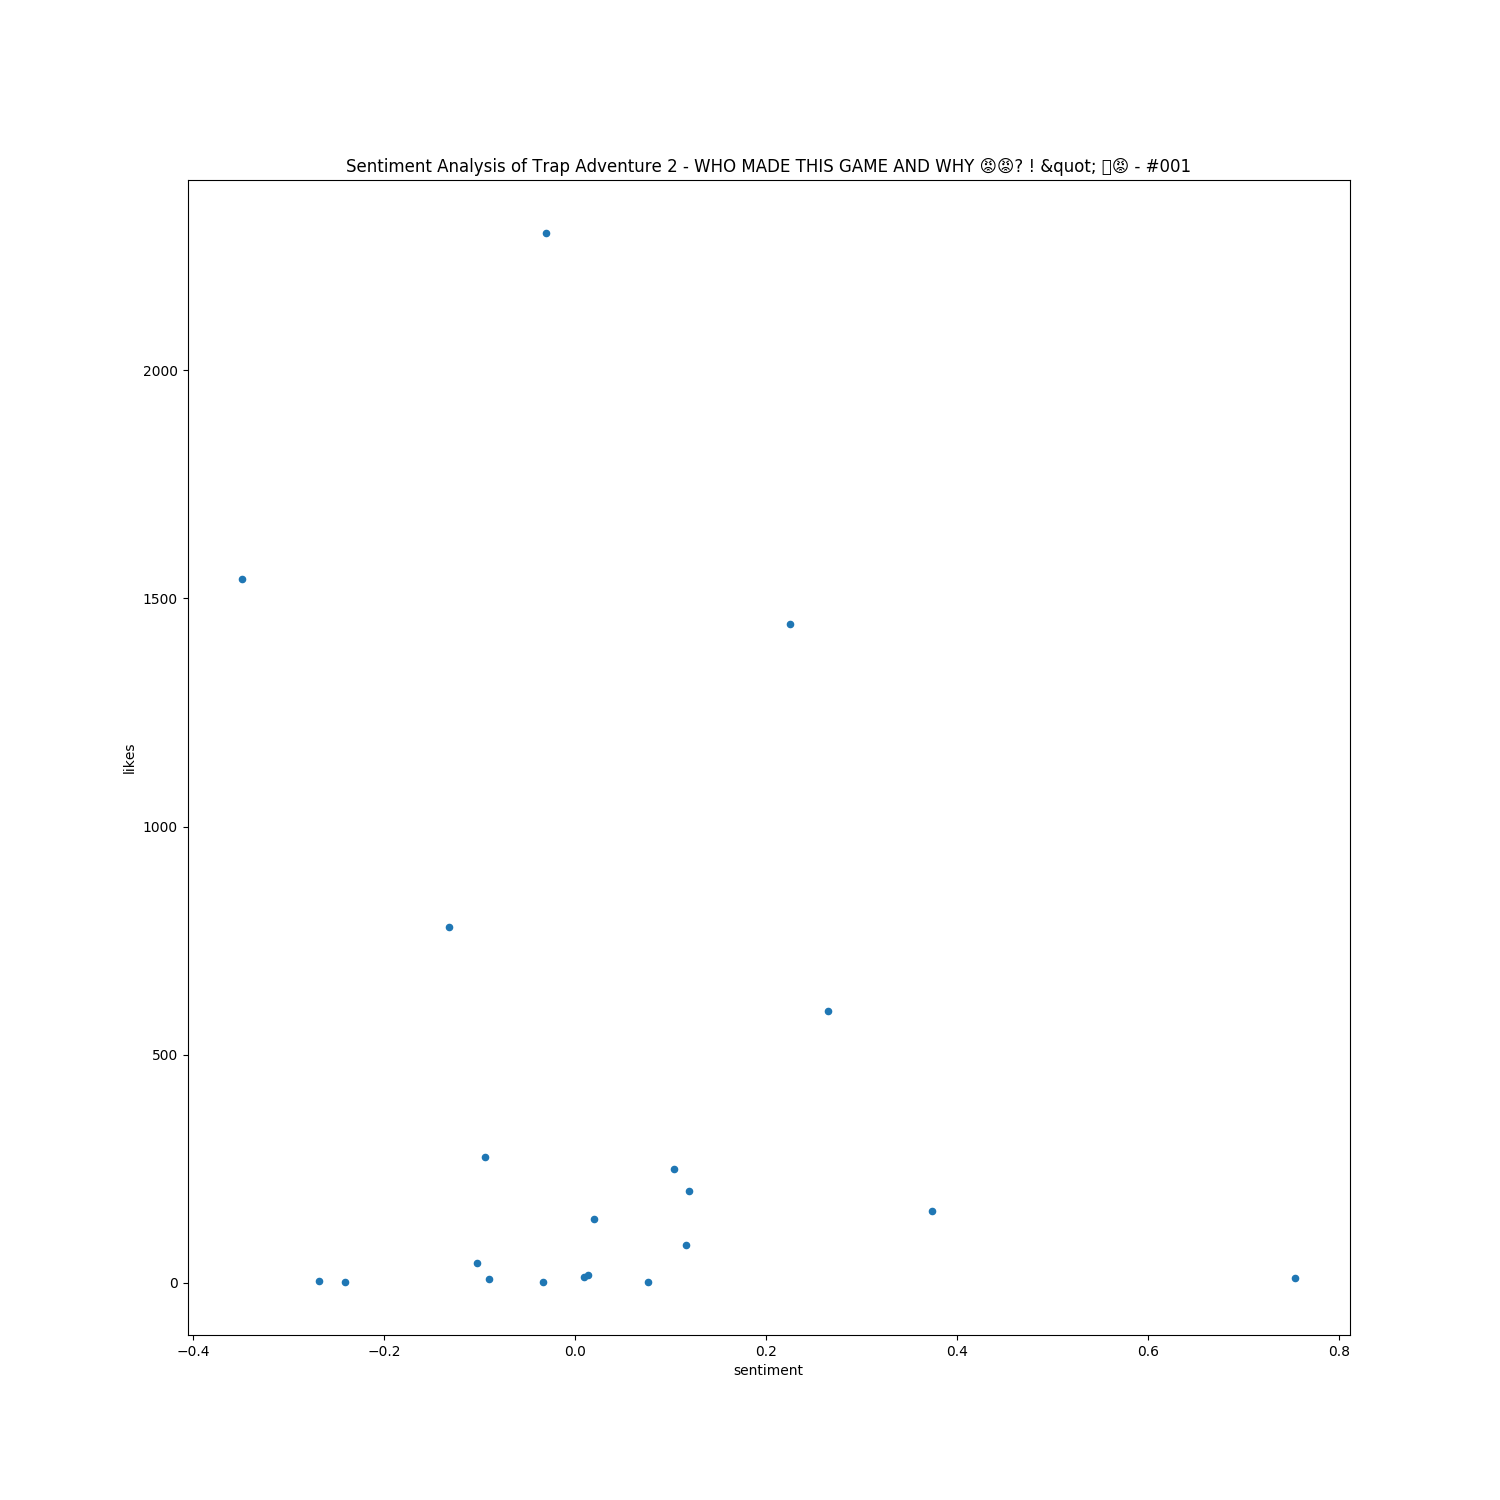 Sentiment Analysis of Trap Adventure 2 - WHO MADE THIS GAME AND WHY 😡😡? ! &quot; ▯😡 - #001
2000
1500
likes
1000
500
0
−0.4 −0.2 0.0 0.2 0.4 0.6 0.8
sentiment